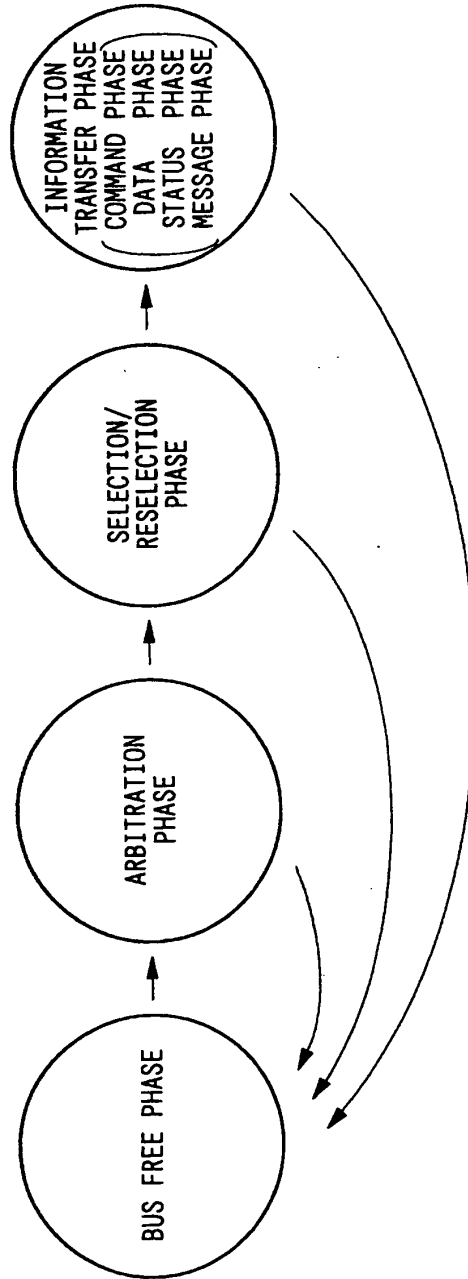 BUS FREE PHASE
ARBITRATION
PHASE
SELECTION/
RESELECTION
PHASE
INFORMATION
TRANSFER PHASE
(COMMAND PHASE
DATA PHASE
STATUS PHASE
MESSAGE PHASE)